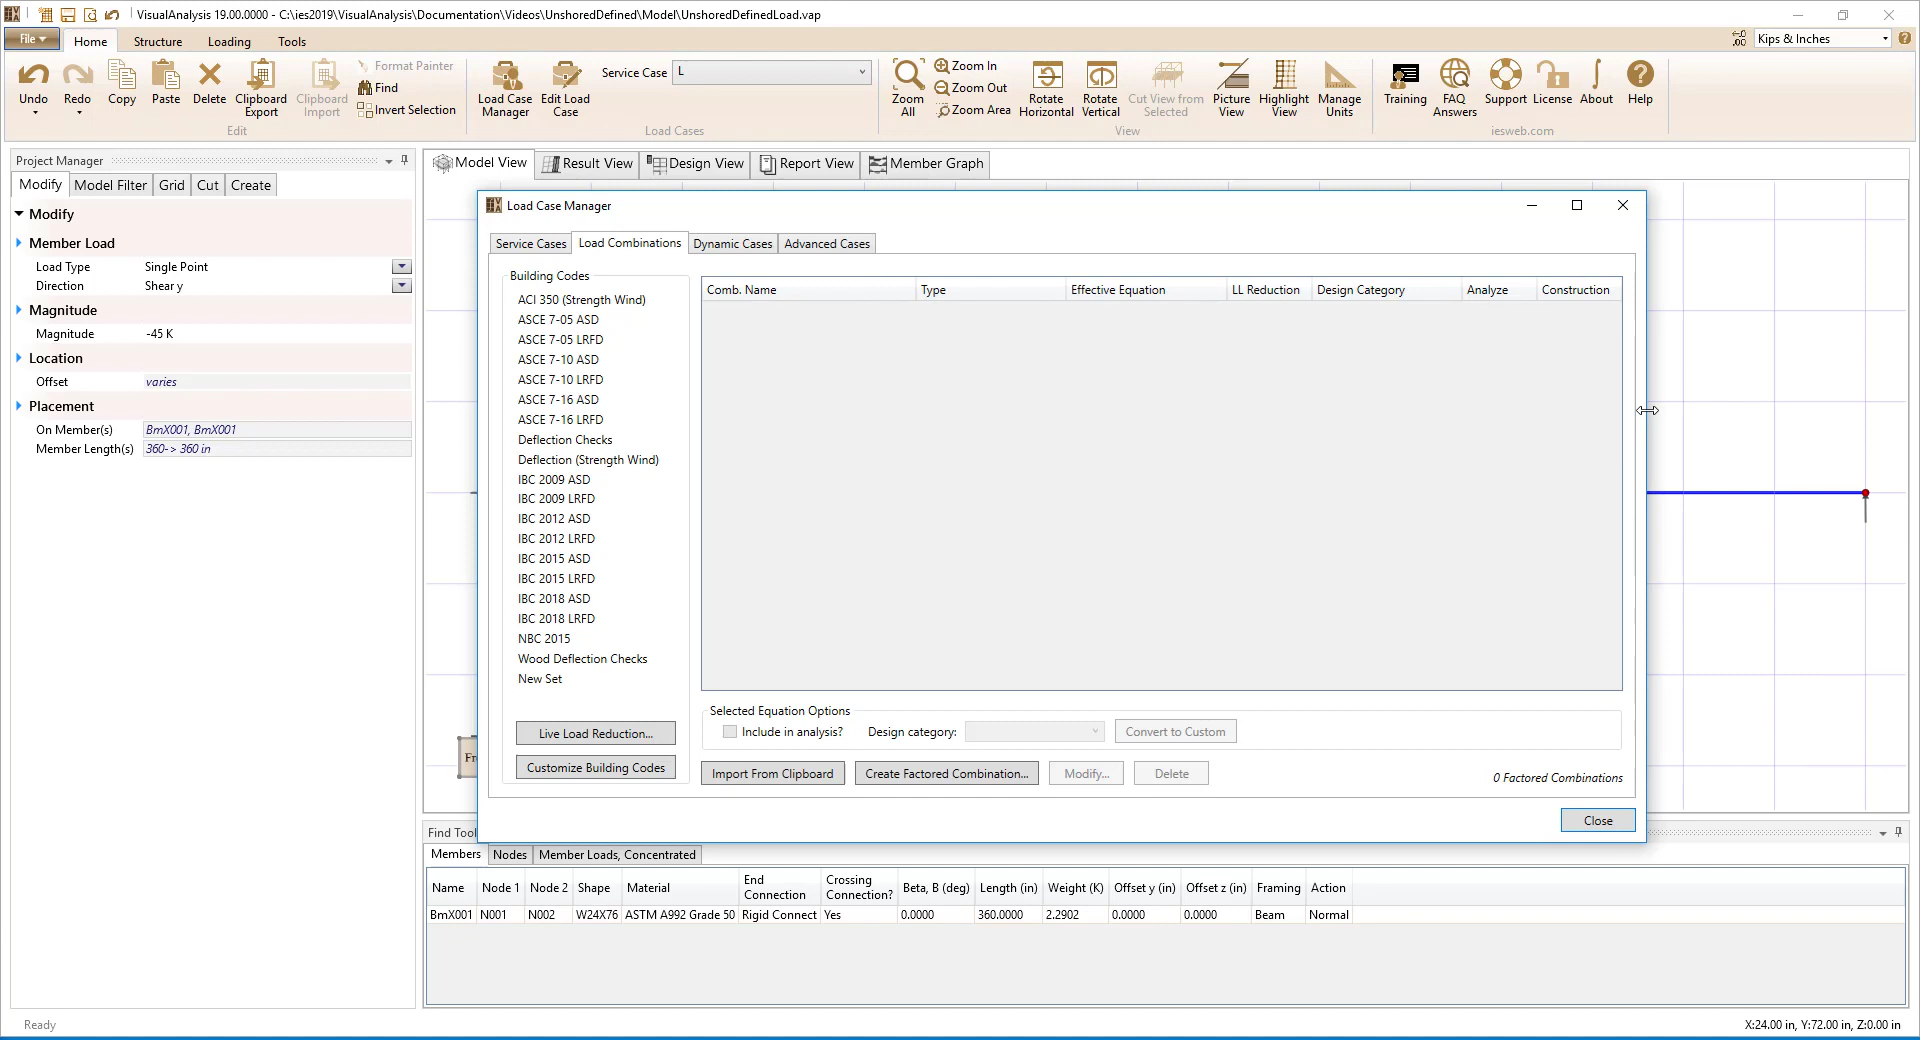 VisualAnalysis 19.00.0000 - C:\ies2019\VisualAnalysis\Documentation\Videos\UnshoredDefined\Model\UnshoredDefinedLoad.vap
File Home Structure Loading Tools Kips & Inches
Undo Redo Copy Paste Delete Clipboard Export Clipboard Import
Format Painter
Find
Invert Selection
Edit
Load Case Manager Edit Load Case Service Case L
Load Cases
Zoom All Zoom In
Zoom Out
Zoom Area
Rotate Horizontal Rotate Vertical Cut View from Selected Picture View Highlight View Manage Units
View
Training FAQ Answers Support License About Help
iesweb.com
Project Manager
Modify Model Filter Grid Cut Create
Modify
Member Load
Load Type Single Point
Direction Shear y
Magnitude
Magnitude -45 K
Location
Offset varies
Placement
On Member(s) BmX001, BmX001
Member Length(s) 360-> 360 in
Model View Result View Design View Report View Member Graph
Load Case Manager
Service Cases Load Combinations Dynamic Cases Advanced Cases
Building Codes
ACI 350 (Strength Wind)
ASCE 7-05 ASD
ASCE 7-05 LRFD
ASCE 7-10 ASD
ASCE 7-10 LRFD
ASCE 7-16 ASD
ASCE 7-16 LRFD
Deflection Checks
Deflection (Strength Wind)
IBC 2009 ASD
IBC 2009 LRFD
IBC 2012 ASD
IBC 2012 LRFD
IBC 2015 ASD
IBC 2015 LRFD
IBC 2018 ASD
IBC 2018 LRFD
NBC 2015
Wood Deflection Checks
New Set
Live Load Reduction...
Customize Building Codes
Comb. Name Type Effective Equation LL Reduction Design Category Analyze Construction
Selected Equation Options
Include in analysis? Design category: Convert to Custom
Import From Clipboard Create Factored Combination... Modify... Delete 0 Factored Combinations
Close
Fr
Find Tool
Members Nodes Member Loads, Concentrated
Name Node 1 Node 2 Shape Material End Connection Crossing Connection? Beta, B (deg) Length (in) Weight (K) Offset y (in) Offset z (in) Framing Action
BmX001 N001 N002 W24X76 ASTM A992 Grade 50 Rigid Connect Yes 0.0000 360.0000 2.2902 0.0000 0.0000 Beam Normal
Ready X:24.00 in, Y:72.00 in, Z:0.00 in